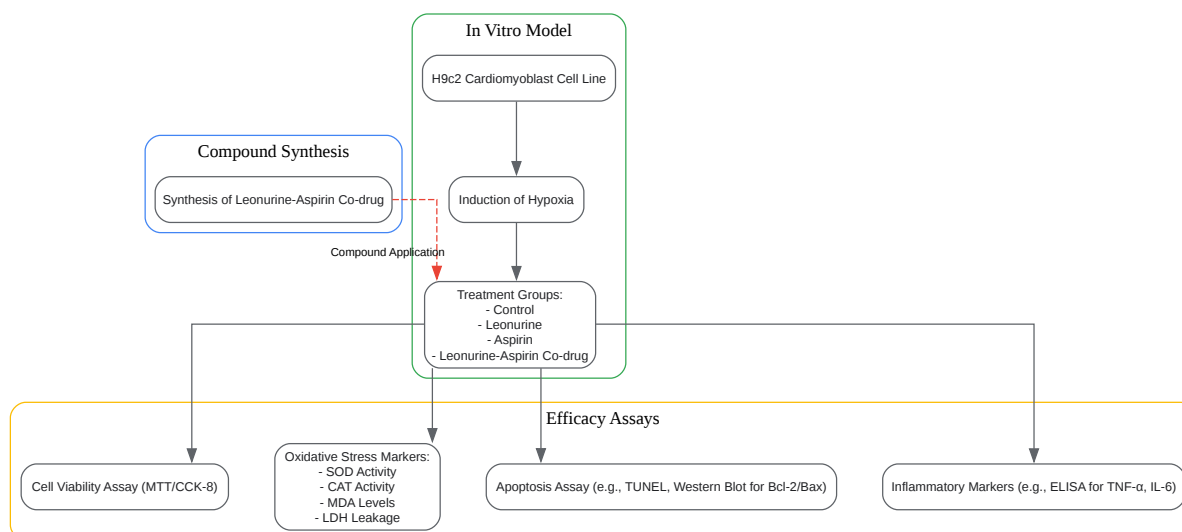 In Vitro Model
H9c2 Cardiomyoblast Cell Line
Compound Synthesis
Synthesis of Leonurine-Aspirin Co-drug
Induction of Hypoxia
Compound Application
Treatment Groups:
- Control
- Leonurine
- Aspirin
- Leonurine-Aspirin Co-drug
Efficacy Assays
Cell Viability Assay (MTT/CCK-8)
Oxidative Stress Markers:
- SOD Activity
- CAT Activity
- MDA Levels
- LDH Leakage
Apoptosis Assay (e.g., TUNEL, Western Blot for Bcl-2/Bax)
Inflammatory Markers (e.g., ELISA for TNF-α, IL-6)